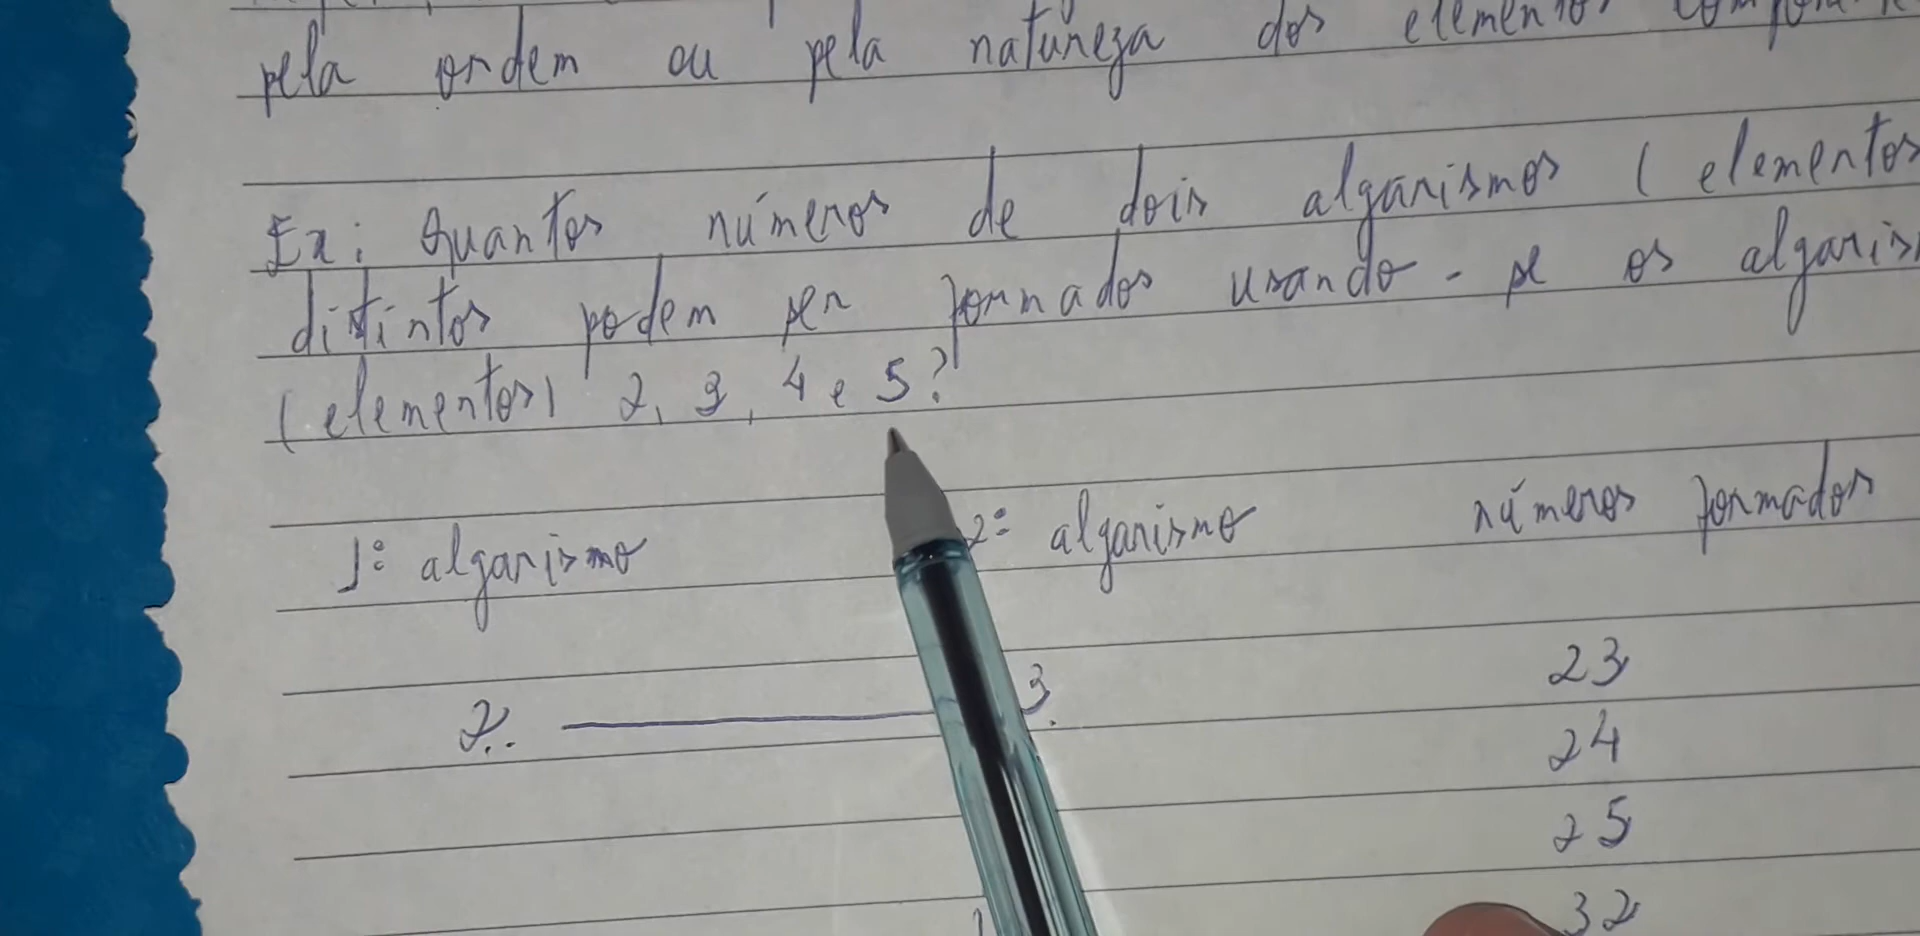 pela ordem ou pela natureza dos elementos
Ex: Quantos números de dois algarismos (elementos
distintos podem ser formados usando-se os algaris
(elementos) 2, 3, 4 e 5?
1º algarismo 2º algarismo números formados
2 3 23
24
25
32